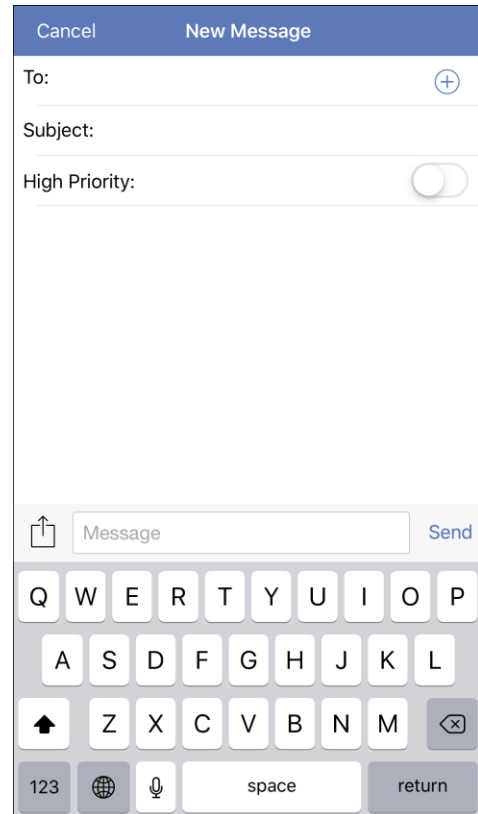 Cancel New Message
To:
Subject:
High Priority:
Message Send
Q W E R T Y U I O P
A S D F G H J K L
Z X C V B N M
123 space return